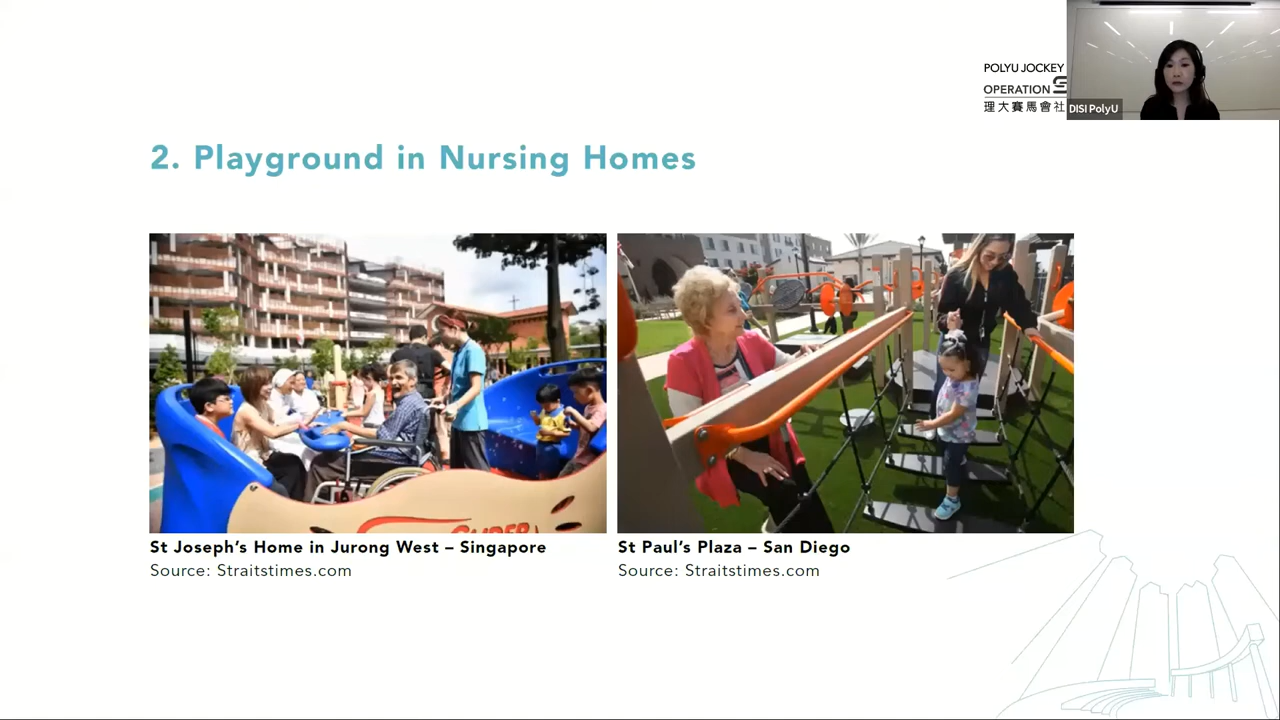 POLYU JOCKEY
OPERATION S
理大賽馬會社
DISI PolyU
2. Playground in Nursing Homes
St Joseph's Home in Jurong West – Singapore
Source: Straitstimes.com
St Paul's Plaza – San Diego
Source: Straitstimes.com